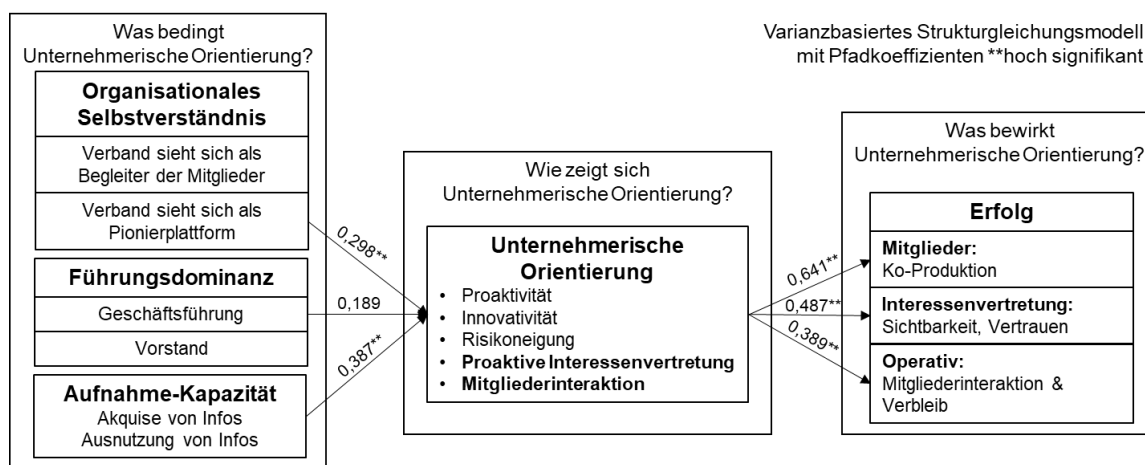 Was bedingt
Unternehmerische Orientierung?
Organisationales
Selbstverständnis
Verband sieht sich als
Begleiter der Mitglieder
Verband sieht sich als
Pionierplattform
Führungsdominanz
Geschäftsführung
Vorstand
Aufnahme-Kapazität
Akquise von Infos
Ausnutzung von Infos
0,298**
0,189
0,387**
Wie zeigt sich
Unternehmerische Orientierung?
Unternehmerische
Orientierung
• Proaktivität
• Innovativität
• Risikoneigung
• Proaktive Interessenvertretung
• Mitgliederinteraktion
0,641**
0,487**
0,389**
Varianzbasiertes Strukturgleichungsmodell
mit Pfadkoeffizienten **hoch signifikant
Was bewirkt
Unternehmerische Orientierung?
Erfolg
Mitglieder:
Ko-Produktion
Interessenvertretung:
Sichtbarkeit, Vertrauen
Operativ:
Mitgliederinteraktion &
Verbleib